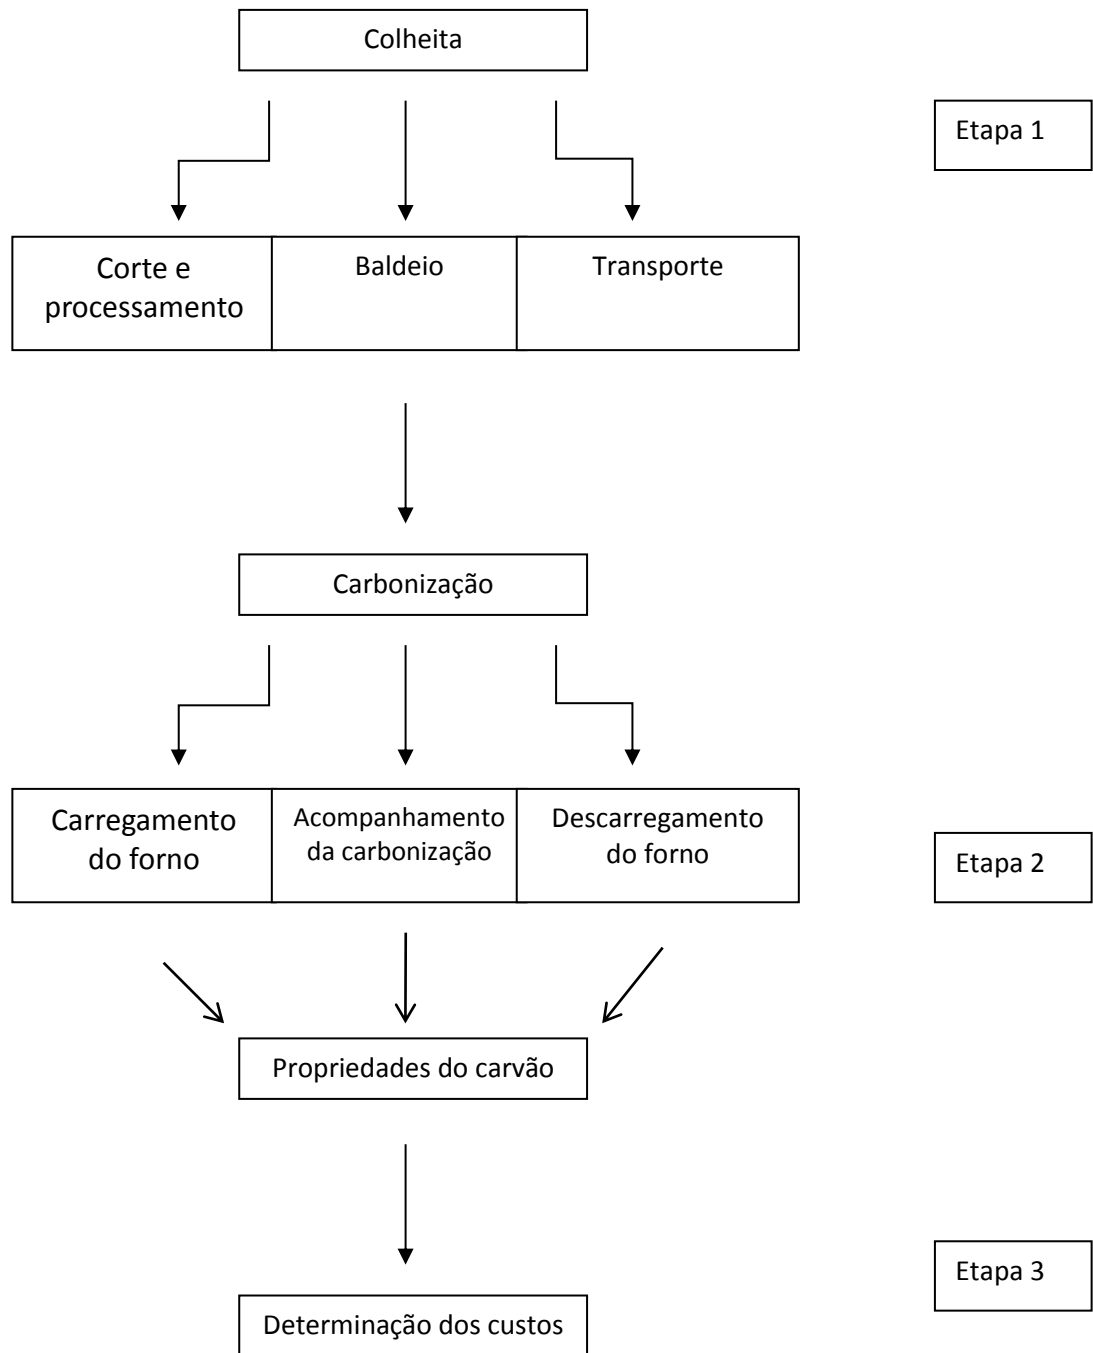 Colheita
Etapa 1
Corte e
processamento
Baldeio
Transporte
Carbonização
Carregamento
do forno
Acompanhamento
da carbonização
Descarregamento
do forno
Etapa 2
Propriedades do carvão
Etapa 3
Determinação dos custos